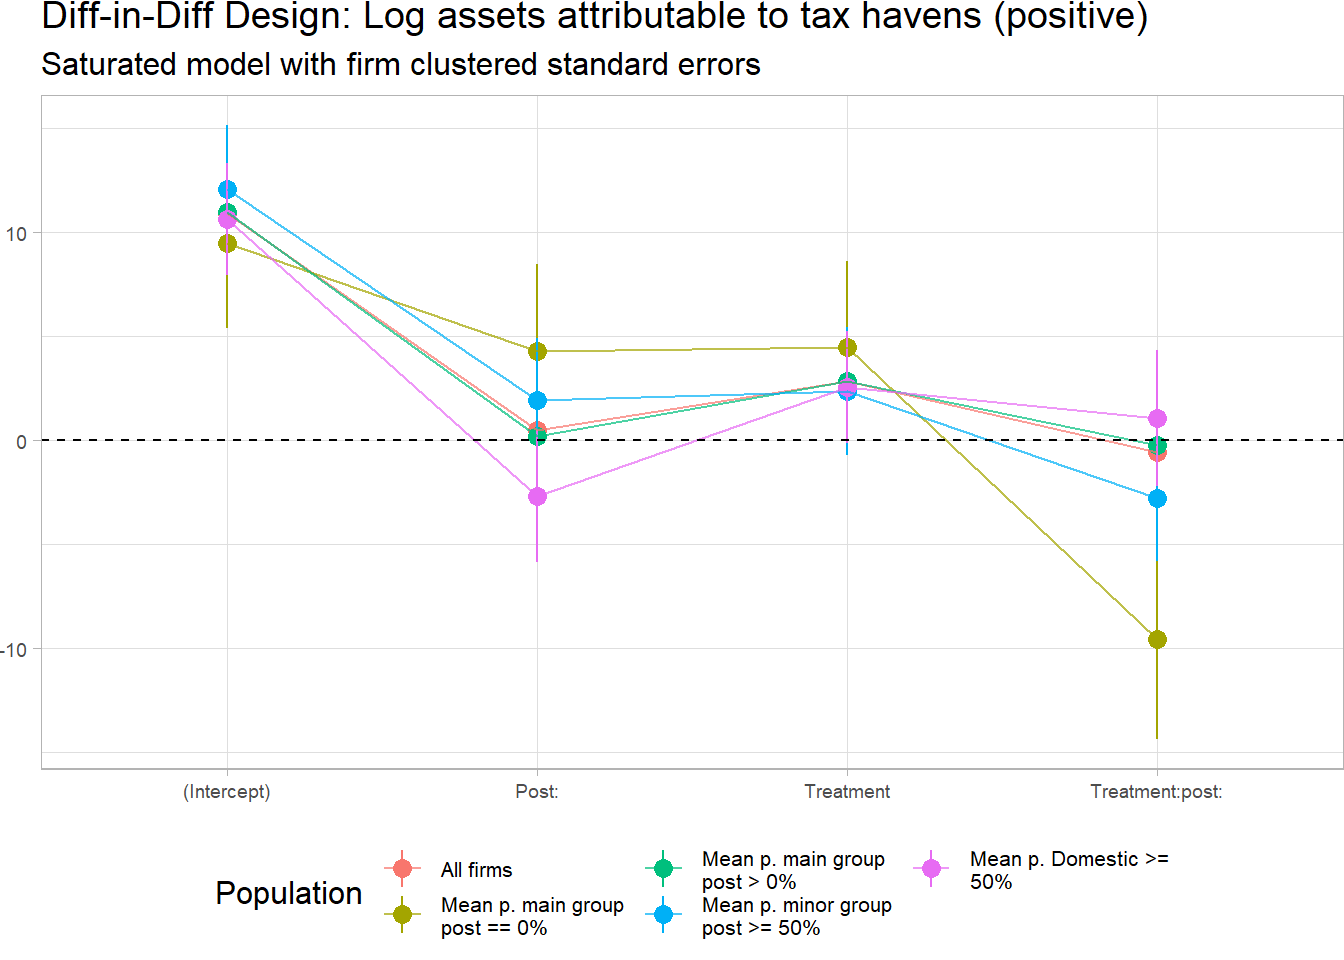 Diff-in-Diff Design: Log assets attributable to tax havens (positive)
Saturated model with firm clustered standard errors
10
0
-10
(Intercept)
Post:
Treatment
Treatment:post:
Population
All firms
Mean p. main group
post == 0%
Mean p. main group
post > 0%
Mean p. minor group
post >= 50%
Mean p. Domestic >=
50%